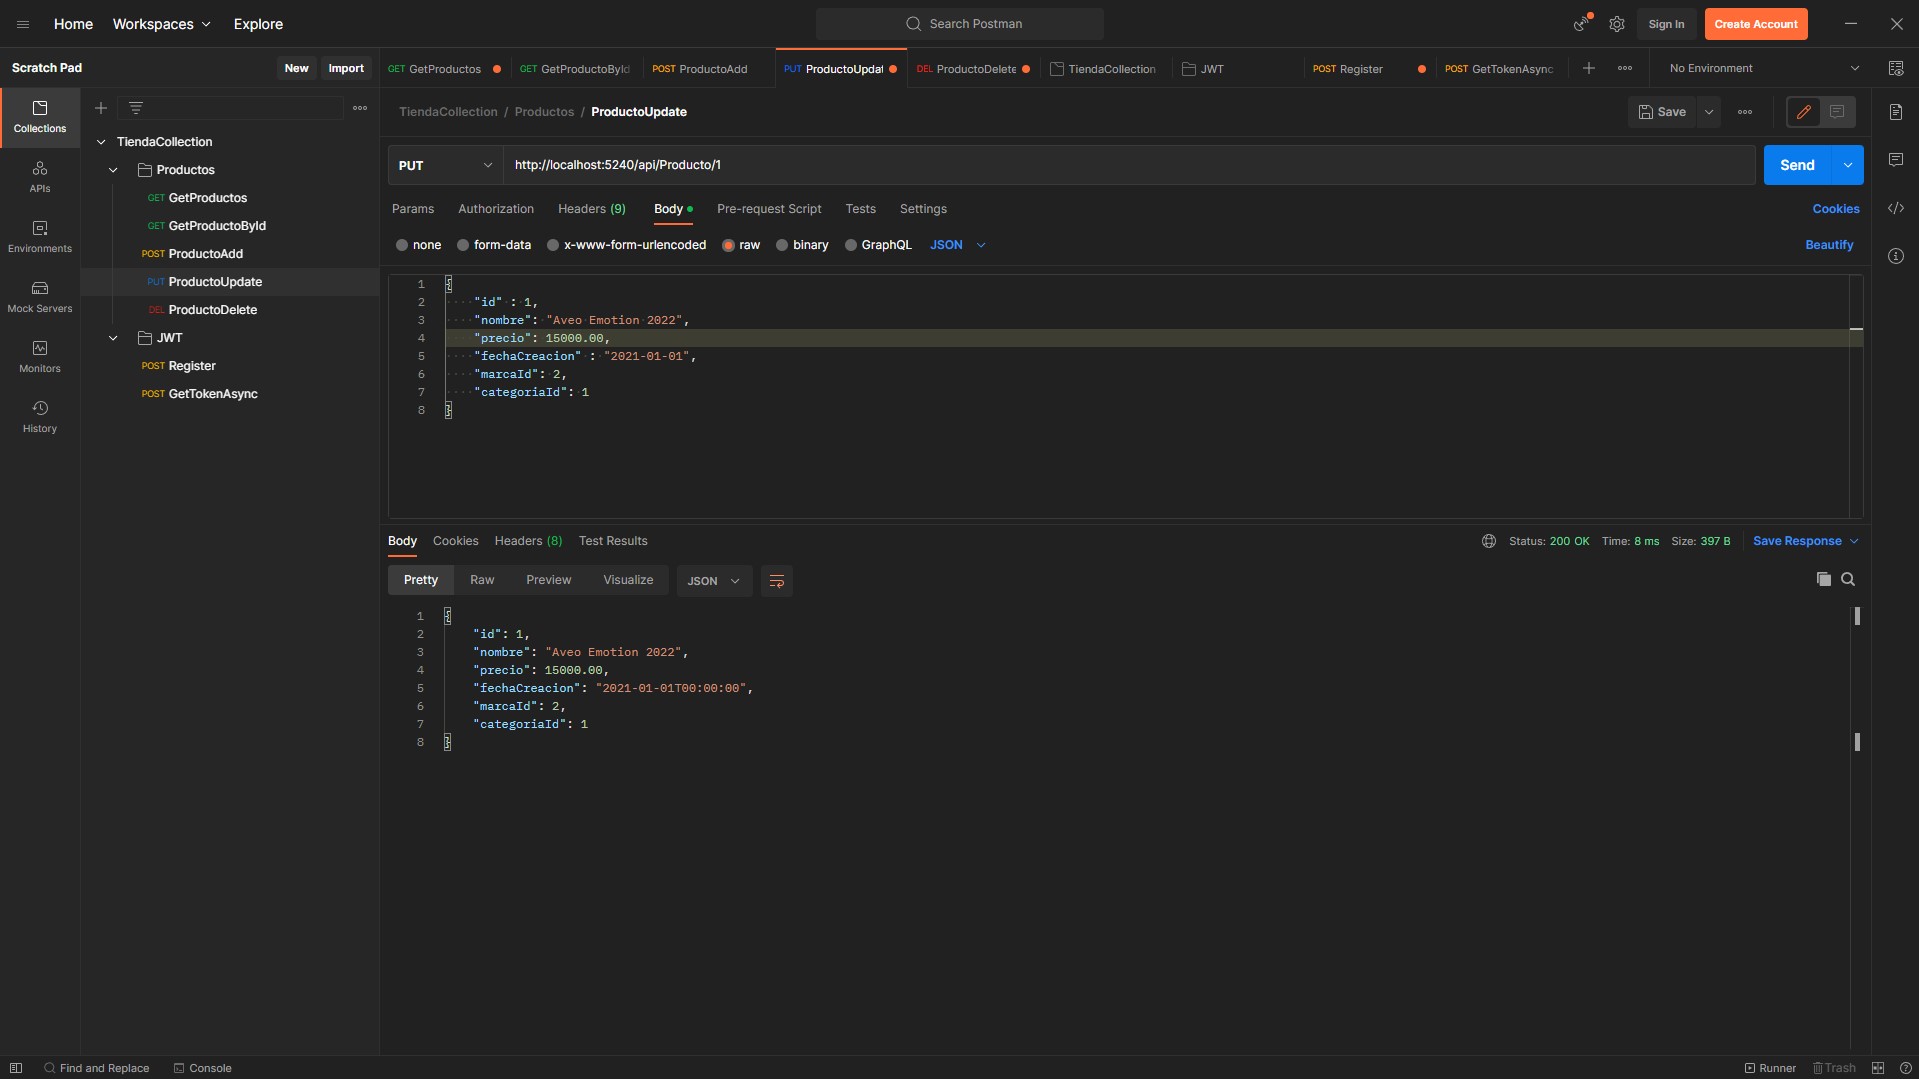 Home Workspaces Explore Search Postman Sign In Create Account
Scratch Pad New Import
GET GetProductos GET GetProductoById POST ProductoAdd PUT ProductoUpdat DEL ProductoDelete TiendaCollection JWT POST Register GET GetTokenAsync No Environment
Collections
APIs
Environments
Mock Servers
Monitors
History
TiendaCollection
Productos
GET GetProductos
GET GetProductoById
POST ProductoAdd
PUT ProductoUpdate
DEL ProductoDelete
JWT
POST Register
POST GetTokenAsync
TiendaCollection / Productos / ProductoUpdate Save
PUT http://localhost:5240/api/Producto/1 Send
Params Authorization Headers (9) Body Pre-request Script Tests Settings Cookies
none form-data x-www-form-urlencoded raw binary GraphQL JSON Beautify
1 {
2 "id" : 1,
3 "nombre": "Aveo Emotion 2022",
4 "precio": 15000.00,
5 "fechaCreacion" : "2021-01-01",
6 "marcaId": 2,
7 "categoriaId": 1
8 }
Body Cookies Headers (8) Test Results Status: 200 OK Time: 8 ms Size: 397 B Save Response
Pretty Raw Preview Visualize JSON
1 {
2 "id": 1,
3 "nombre": "Aveo Emotion 2022",
4 "precio": 15000.00,
5 "fechaCreacion": "2021-01-01T00:00:00",
6 "marcaId": 2,
7 "categoriaId": 1
8 }
Find and Replace Console Runner Trash